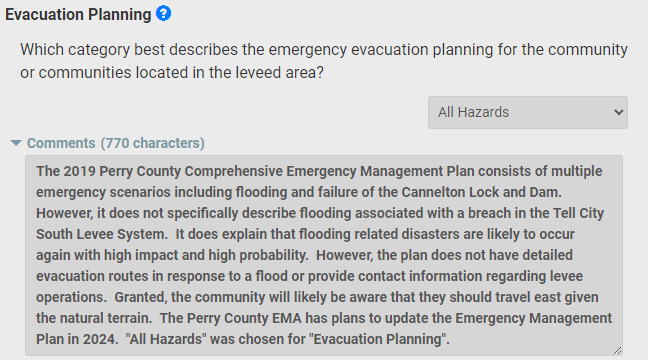 Evacuation Planning ?
Which category best describes the emergency evacuation planning for the community
or communities located in the leveed area?
All Hazards
Comments (770 characters)
The 2019 Perry County Comprehensive Emergency Management Plan consists of multiple
emergency scenarios including flooding and failure of the Cannelton Lock and Dam.
However, it does not specifically describe flooding associated with a breach in the Tell City
South Levee System.  It does explain that flooding related disasters are likely to occur
again with high impact and high probability.  However, the plan does not have detailed
evacuation routes in response to a flood or provide contact information regarding levee
operations.  Granted, the community will likely be aware that they should travel east given
the natural terrain.  The Perry County EMA has plans to update the Emergency Management
Plan in 2024.  "All Hazards" was chosen for "Evacuation Planning".